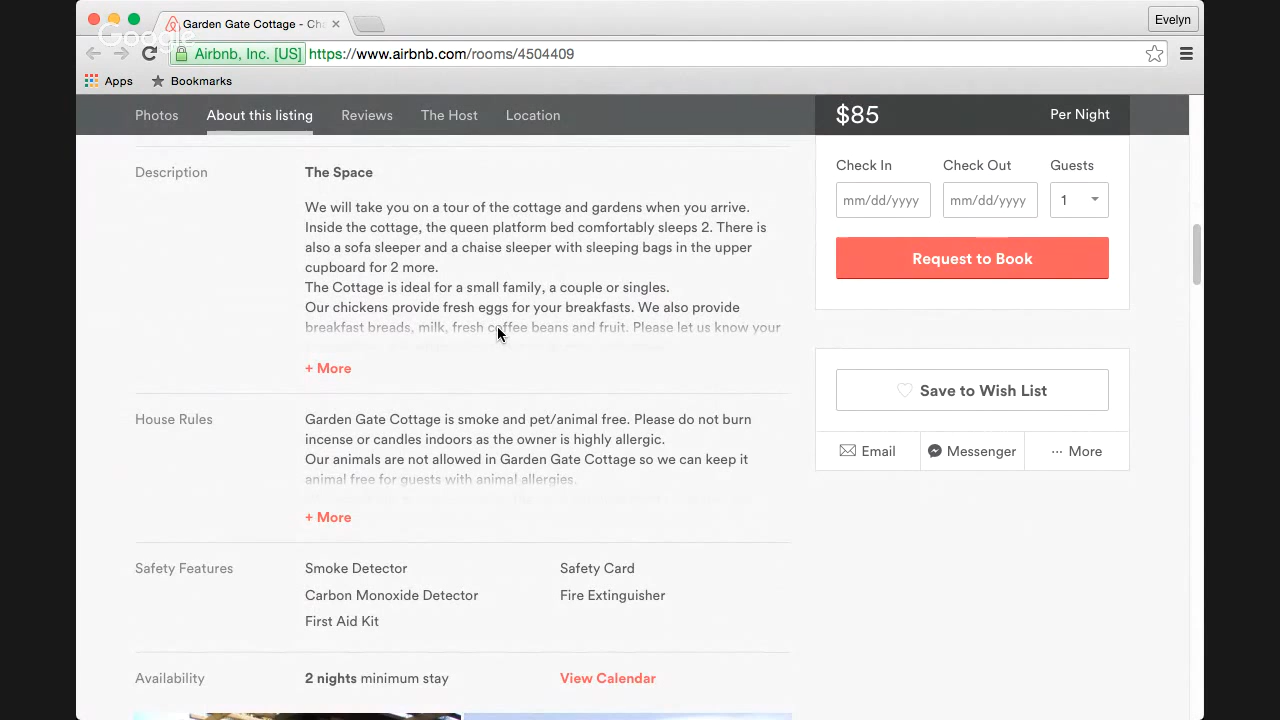 Garden Gate Cottage - Ch
Evelyn
Google
Airbnb, Inc. [US] https://www.airbnb.com/rooms/4504409
Apps Bookmarks
Photos About this listing Reviews The Host Location
$85 Per Night
Check In Check Out Guests
mm/dd/yyyy mm/dd/yyyy 1
Request to Book
Save to Wish List
Email Messenger ··· More
Description
The Space
We will take you on a tour of the cottage and gardens when you arrive.
Inside the cottage, the queen platform bed comfortably sleeps 2. There is
also a sofa sleeper and a chaise sleeper with sleeping bags in the upper
cupboard for 2 more.
The Cottage is ideal for a small family, a couple or singles.
Our chickens provide fresh eggs for your breakfasts. We also provide
breakfast breads, milk, fresh coffee beans and fruit. Please let us know your
+ More
House Rules
Garden Gate Cottage is smoke and pet/animal free. Please do not burn
incense or candles indoors as the owner is highly allergic.
Our animals are not allowed in Garden Gate Cottage so we can keep it
animal free for guests with animal allergies.
+ More
Safety Features
Smoke Detector Safety Card
Carbon Monoxide Detector Fire Extinguisher
First Aid Kit
Availability 2 nights minimum stay View Calendar